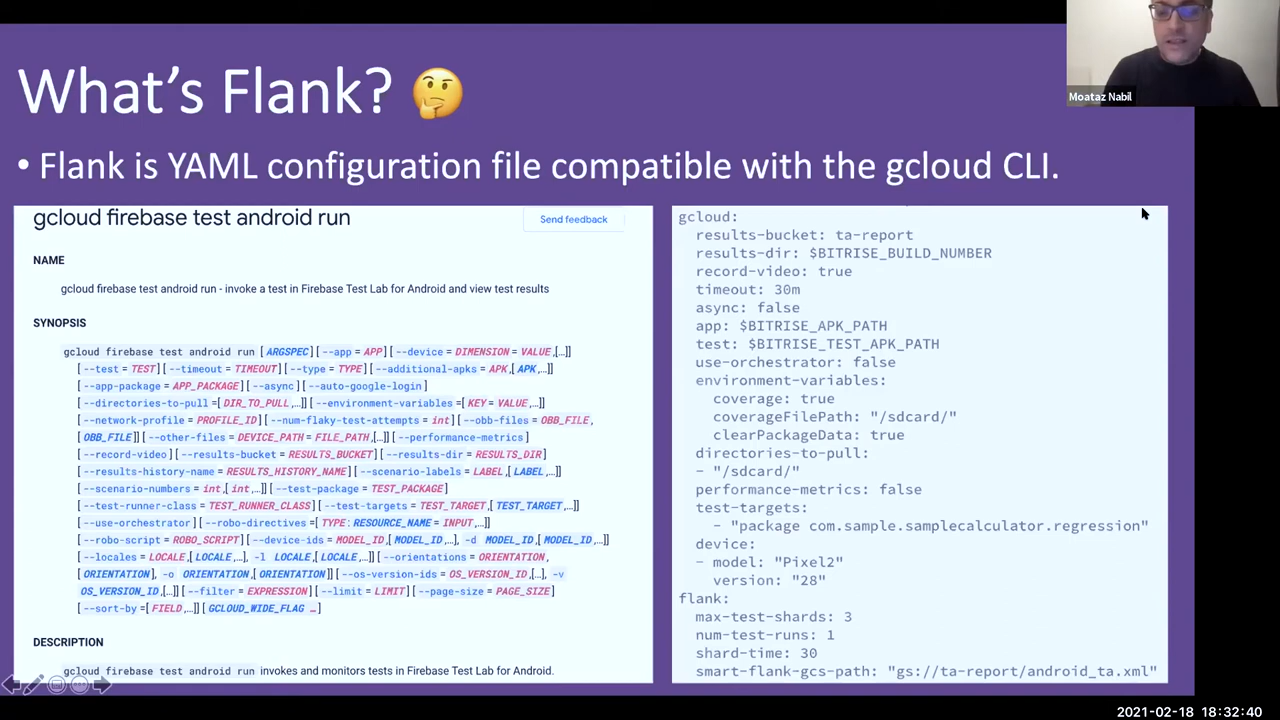 What's Flank? 🤔
Moataz Nabil
• Flank is YAML configuration file compatible with the gcloud CLI.
gcloud firebase test android run
Send feedback
NAME
gcloud firebase test android run - invoke a test in Firebase Test Lab for Android and view test results
SYNOPSIS
gcloud firebase test android run [ARGSPEC] [--app=APP] [--device=DIMENSION=VALUE,[…]]
[--test=TEST] [--timeout=TIMEOUT] [--type=TYPE] [--additional-apks=APK,[APK,…]]
[--app-package=APP_PACKAGE] [--async] [--auto-google-login]
[--directories-to-pull=[DIR_TO_PULL,…]] [--environment-variables=[KEY=VALUE,…]]
[--network-profile=PROFILE_ID] [--num-flaky-test-attempts=int] [--obb-files=OBB_FILE,
[OBB_FILE]] [--other-files=DEVICE_PATH=FILE_PATH,[…]] [--performance-metrics]
[--record-video] [--results-bucket=RESULTS_BUCKET] [--results-dir=RESULTS_DIR]
[--results-history-name=RESULTS_HISTORY_NAME] [--scenario-labels=LABEL,[LABEL,…]]
[--scenario-numbers=int,[int,…]] [--test-package=TEST_PACKAGE]
[--test-runner-class=TEST_RUNNER_CLASS] [--test-targets=TEST_TARGET,[TEST_TARGET,…]]
[--use-orchestrator] [--robo-directives=[TYPE:RESOURCE_NAME=INPUT,…]]
[--robo-script=ROBO_SCRIPT] [--device-ids=MODEL_ID,[MODEL_ID,…], -d MODEL_ID,[MODEL_ID,…]]
[--locales=LOCALE,[LOCALE,…], -l LOCALE,[LOCALE,…]] [--orientations=ORIENTATION,
[ORIENTATION,…], -o ORIENTATION,[ORIENTATION,…]] [--os-version-ids=OS_VERSION_ID,[…], -v
OS_VERSION_ID,[…]] [--filter=EXPRESSION] [--limit=LIMIT] [--page-size=PAGE_SIZE]
[--sort-by=[FIELD,…]] [GCLOUD_WIDE_FLAG …]
DESCRIPTION
gcloud firebase test android run invokes and monitors tests in Firebase Test Lab for Android.
gcloud:
results-bucket: ta-report
results-dir: $BITRISE_BUILD_NUMBER
record-video: true
timeout: 30m
async: false
app: $BITRISE_APK_PATH
test: $BITRISE_TEST_APK_PATH
use-orchestrator: false
environment-variables:
coverage: true
coverageFilePath: "/sdcard/"
clearPackageData: true
directories-to-pull:
- "/sdcard/"
performance-metrics: false
test-targets:
- "package com.sample.samplecalculator.regression"
device:
- model: "Pixel2"
version: "28"
flank:
max-test-shards: 3
num-test-runs: 1
shard-time: 30
smart-flank-gcs-path: "gs://ta-report/android_ta.xml"
2021-02-18 18:32:40